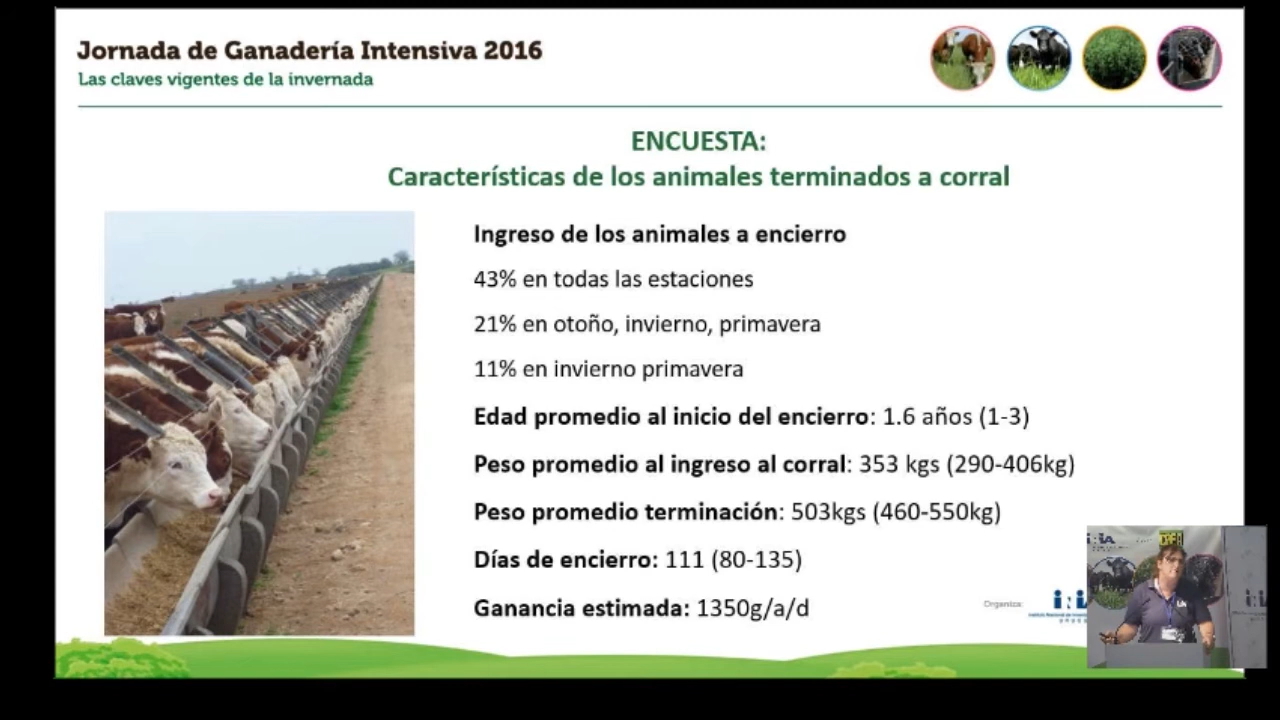 Jornada de Ganadería Intensiva 2016
Las claves vigentes de la invernada
ENCUESTA:
Características de los animales terminados a corral
Ingreso de los animales a encierro
43% en todas las estaciones
21% en otoño, invierno, primavera
11% en invierno primavera
Edad promedio al inicio del encierro: 1.6 años (1-3)
Peso promedio al ingreso al corral: 353 kgs (290-406kg)
Peso promedio terminación: 503kgs (460-550kg)
Días de encierro: 111 (80-135)
Ganancia estimada: 1350g/a/d
Organiza: